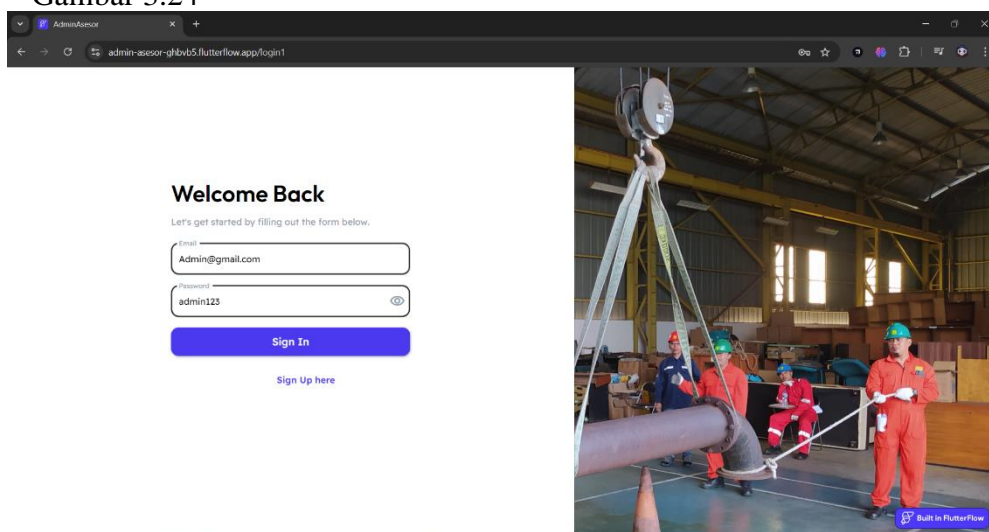 Gambar 3.24
AdminAsesor
admin-asesor-ghbvb5.flutterflow.app/login1
Welcome Back
Let's get started by filling out the form below.
Email
Admin@gmail.com
Password
admin123
Sign In
Sign Up here
Built in FlutterFlow